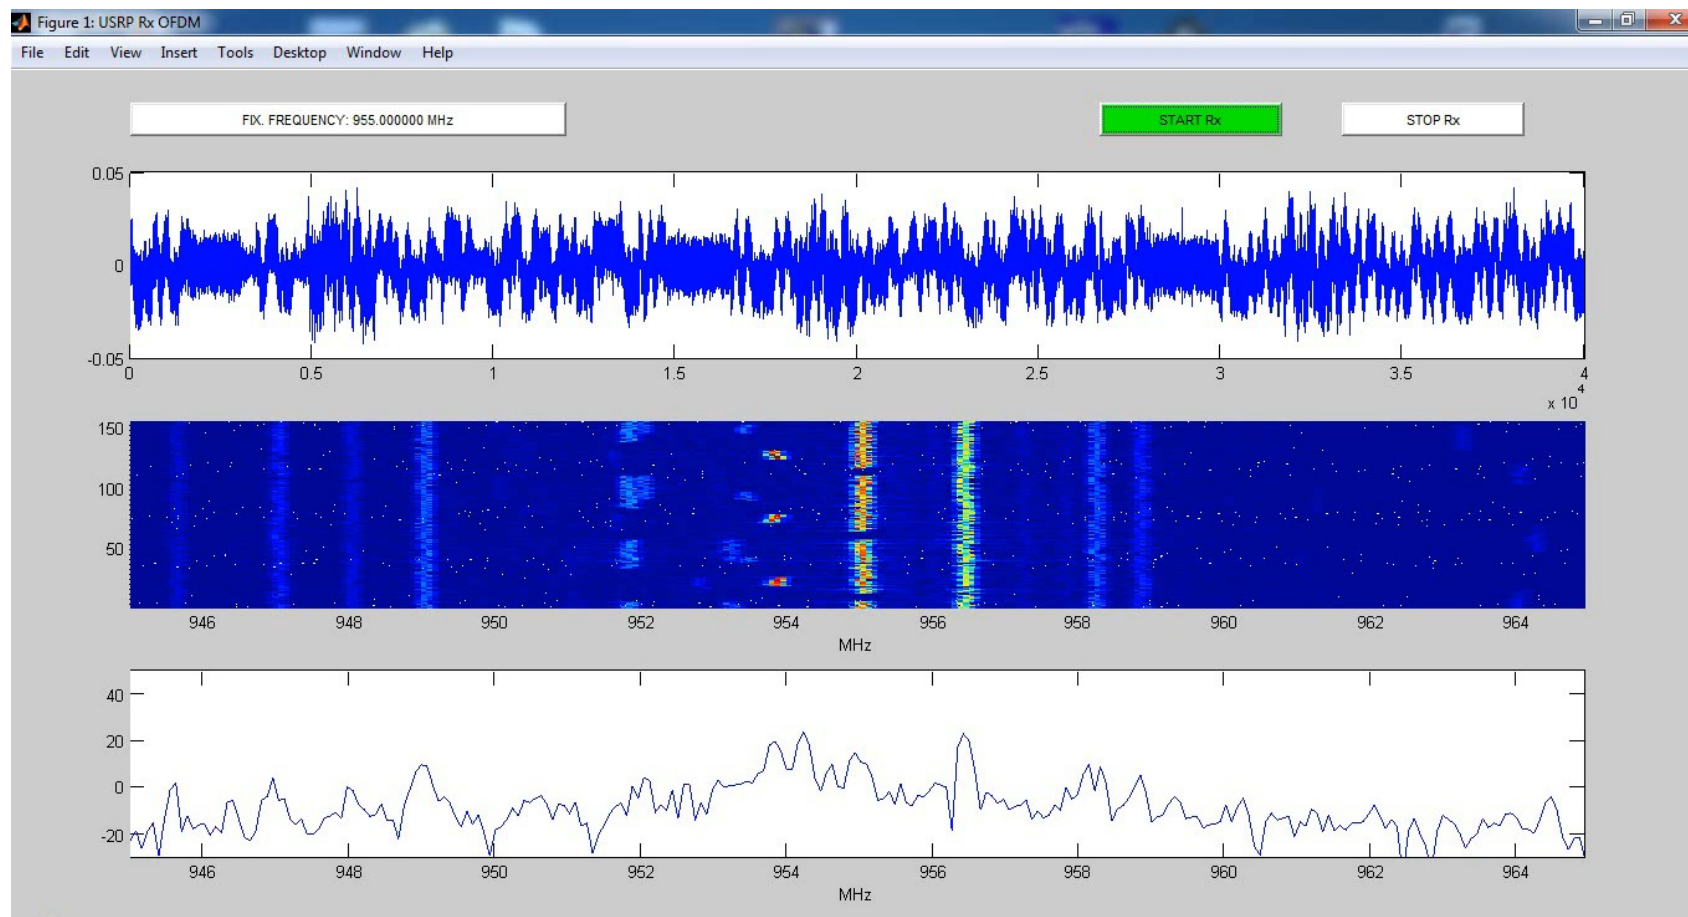 Figure 1: USRP Rx OFDM
File Edit View Insert Tools Desktop Window Help
FIX. FREQUENCY: 955.000000 MHz START Rx STOP Rx
0.05
0
-0.05
0 0.5 1 1.5 2 2.5 3 3.5 4
x 10^4
150
100
50
946 948 950 952 954 956 958 960 962 964
MHz
40
20
0
-20
946 948 950 952 954 956 958 960 962 964
MHz